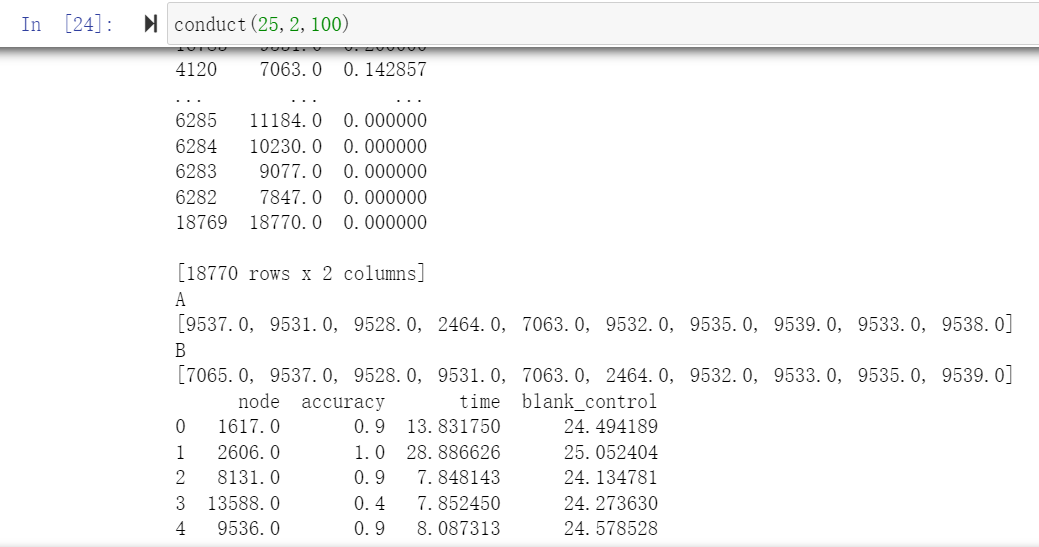 In [24]: conduct(25,2,100)
4120 7063.0 0.142857
... ... ...
6285 11184.0 0.000000
6284 10230.0 0.000000
6283 9077.0 0.000000
6282 7847.0 0.000000
18769 18770.0 0.000000
[18770 rows x 2 columns]
A
[9537.0, 9531.0, 9528.0, 2464.0, 7063.0, 9532.0, 9535.0, 9539.0, 9533.0, 9538.0]
B
[7065.0, 9537.0, 9528.0, 9531.0, 7063.0, 2464.0, 9532.0, 9533.0, 9535.0, 9539.0]
node accuracy time blank_control
0 1617.0 0.9 13.831750 24.494189
1 2606.0 1.0 28.886626 25.052404
2 8131.0 0.9 7.848143 24.134781
3 13588.0 0.4 7.852450 24.273630
4 9536.0 0.9 8.087313 24.578528